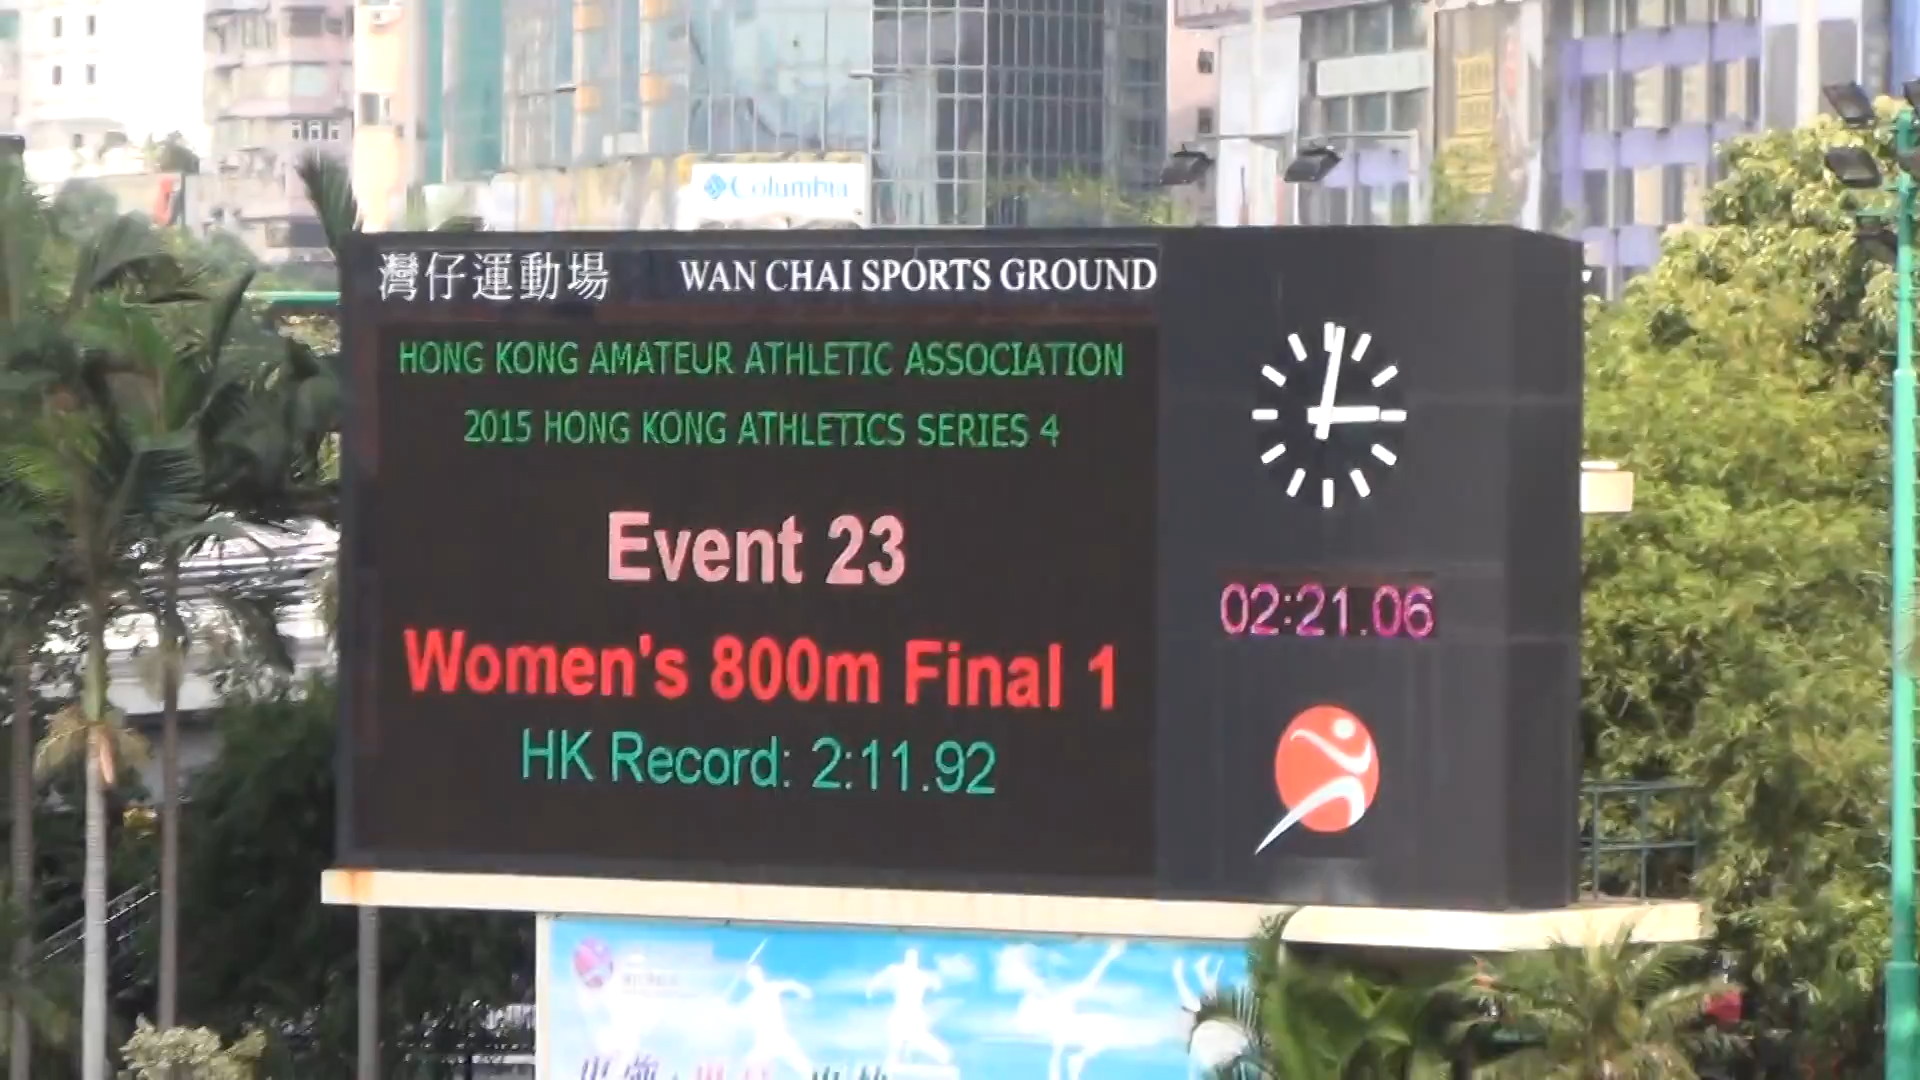 Columbia
灣仔運動場 WAN CHAI SPORTS GROUND
HONG KONG AMATEUR ATHLETIC ASSOCIATION
2015 HONG KONG ATHLETICS SERIES 4
Event 23
02:21.06
Women's 800m Final 1
HK Record: 2:11.92